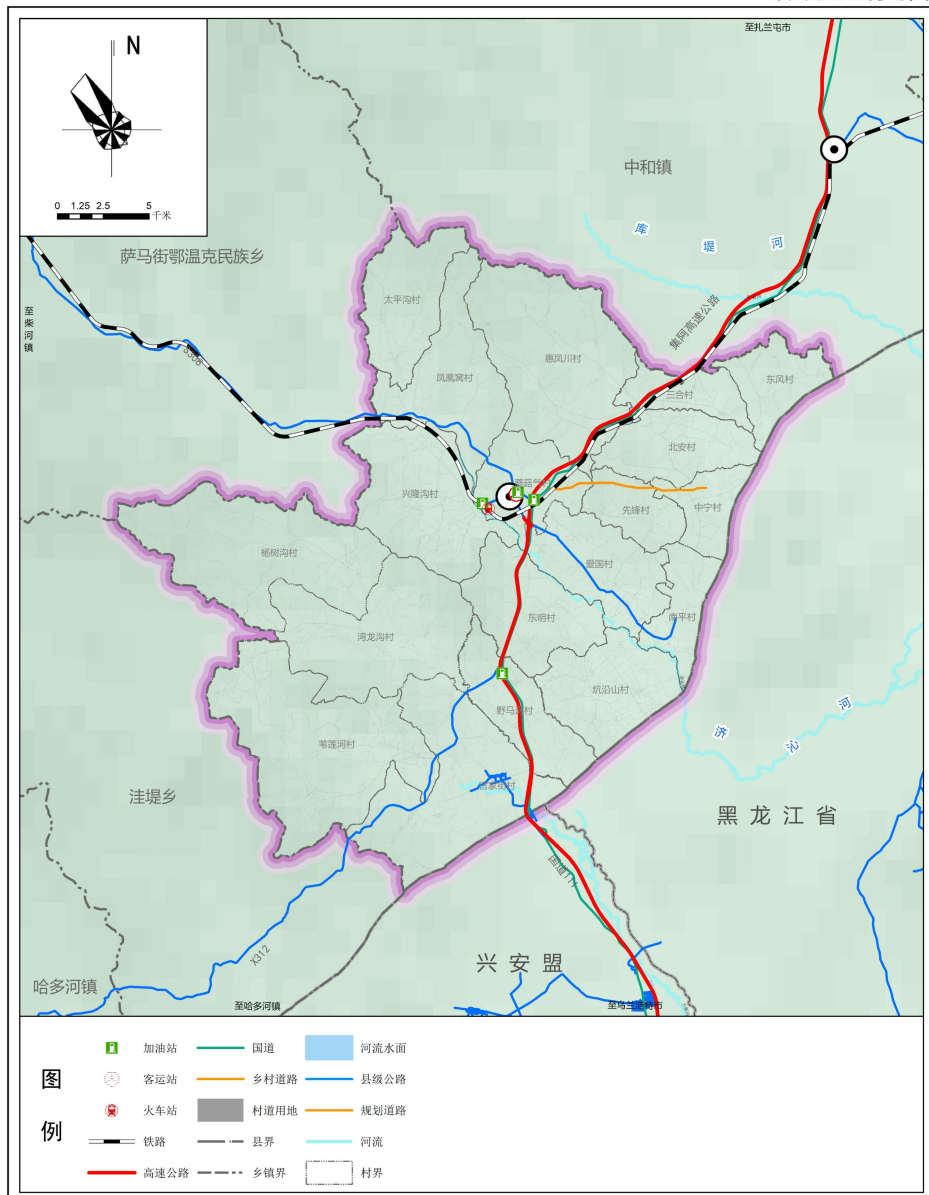 至扎兰屯市
N
0 1.25 2.5 5
千米
中和镇
库堤河
萨马街鄂温克民族乡
至柴河镇
太平沟村
集阿高速公路
S308
惠凤川村
凤凰窝村
东风村
三合村
北安村
兴隆沟村
先锋村
中宁村
杨树沟村
爱国村
东明村
南平村
湾龙沟村
坑沿山村
野马河村
济沁河
苇莲河村
洼堤乡
黑龙江省
国道111
X312
兴安盟
哈多河镇
至哈多河镇
至乌兰浩特市
图例
加油站
国道
河流水面
客运站
乡村道路
县级公路
火车站
村道用地
规划道路
铁路
县界
河流
高速公路
乡镇界
村界